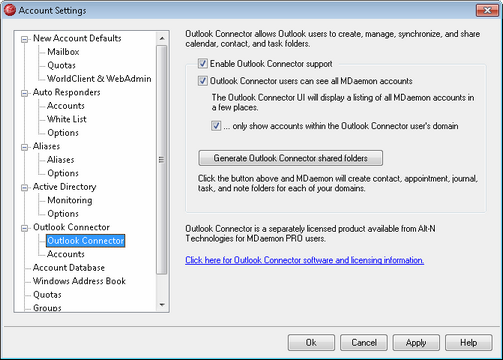 Account Settings
New Account Defaults
Mailbox
Quotas
WorldClient & WebAdmin
Auto Responders
Accounts
White List
Options
Aliases
Aliases
Options
Active Directory
Monitoring
Options
Outlook Connector
Outlook Connector
Accounts
Account Database
Windows Address Book
Quotas
Groups
Outlook Connector allows Outlook users to create, manage, synchronize, and share
calendar, contact, and task folders.
Enable Outlook Connector support
Outlook Connector users can see all MDaemon accounts
The Outlook Connector UI will display a listing of all MDaemon accounts in
a few places.
... only show accounts within the Outlook Connector user's domain
Generate Outlook Connector shared folders
Click the button above and MDaemon will create contact, appointment, journal,
task, and note folders for each of your domains.
Outlook Connector is a separately licensed product available from Alt-N
Technologies for MDaemon PRO users.
Click here for Outlook Connector software and licensing information.
Ok
Cancel
Apply
Help